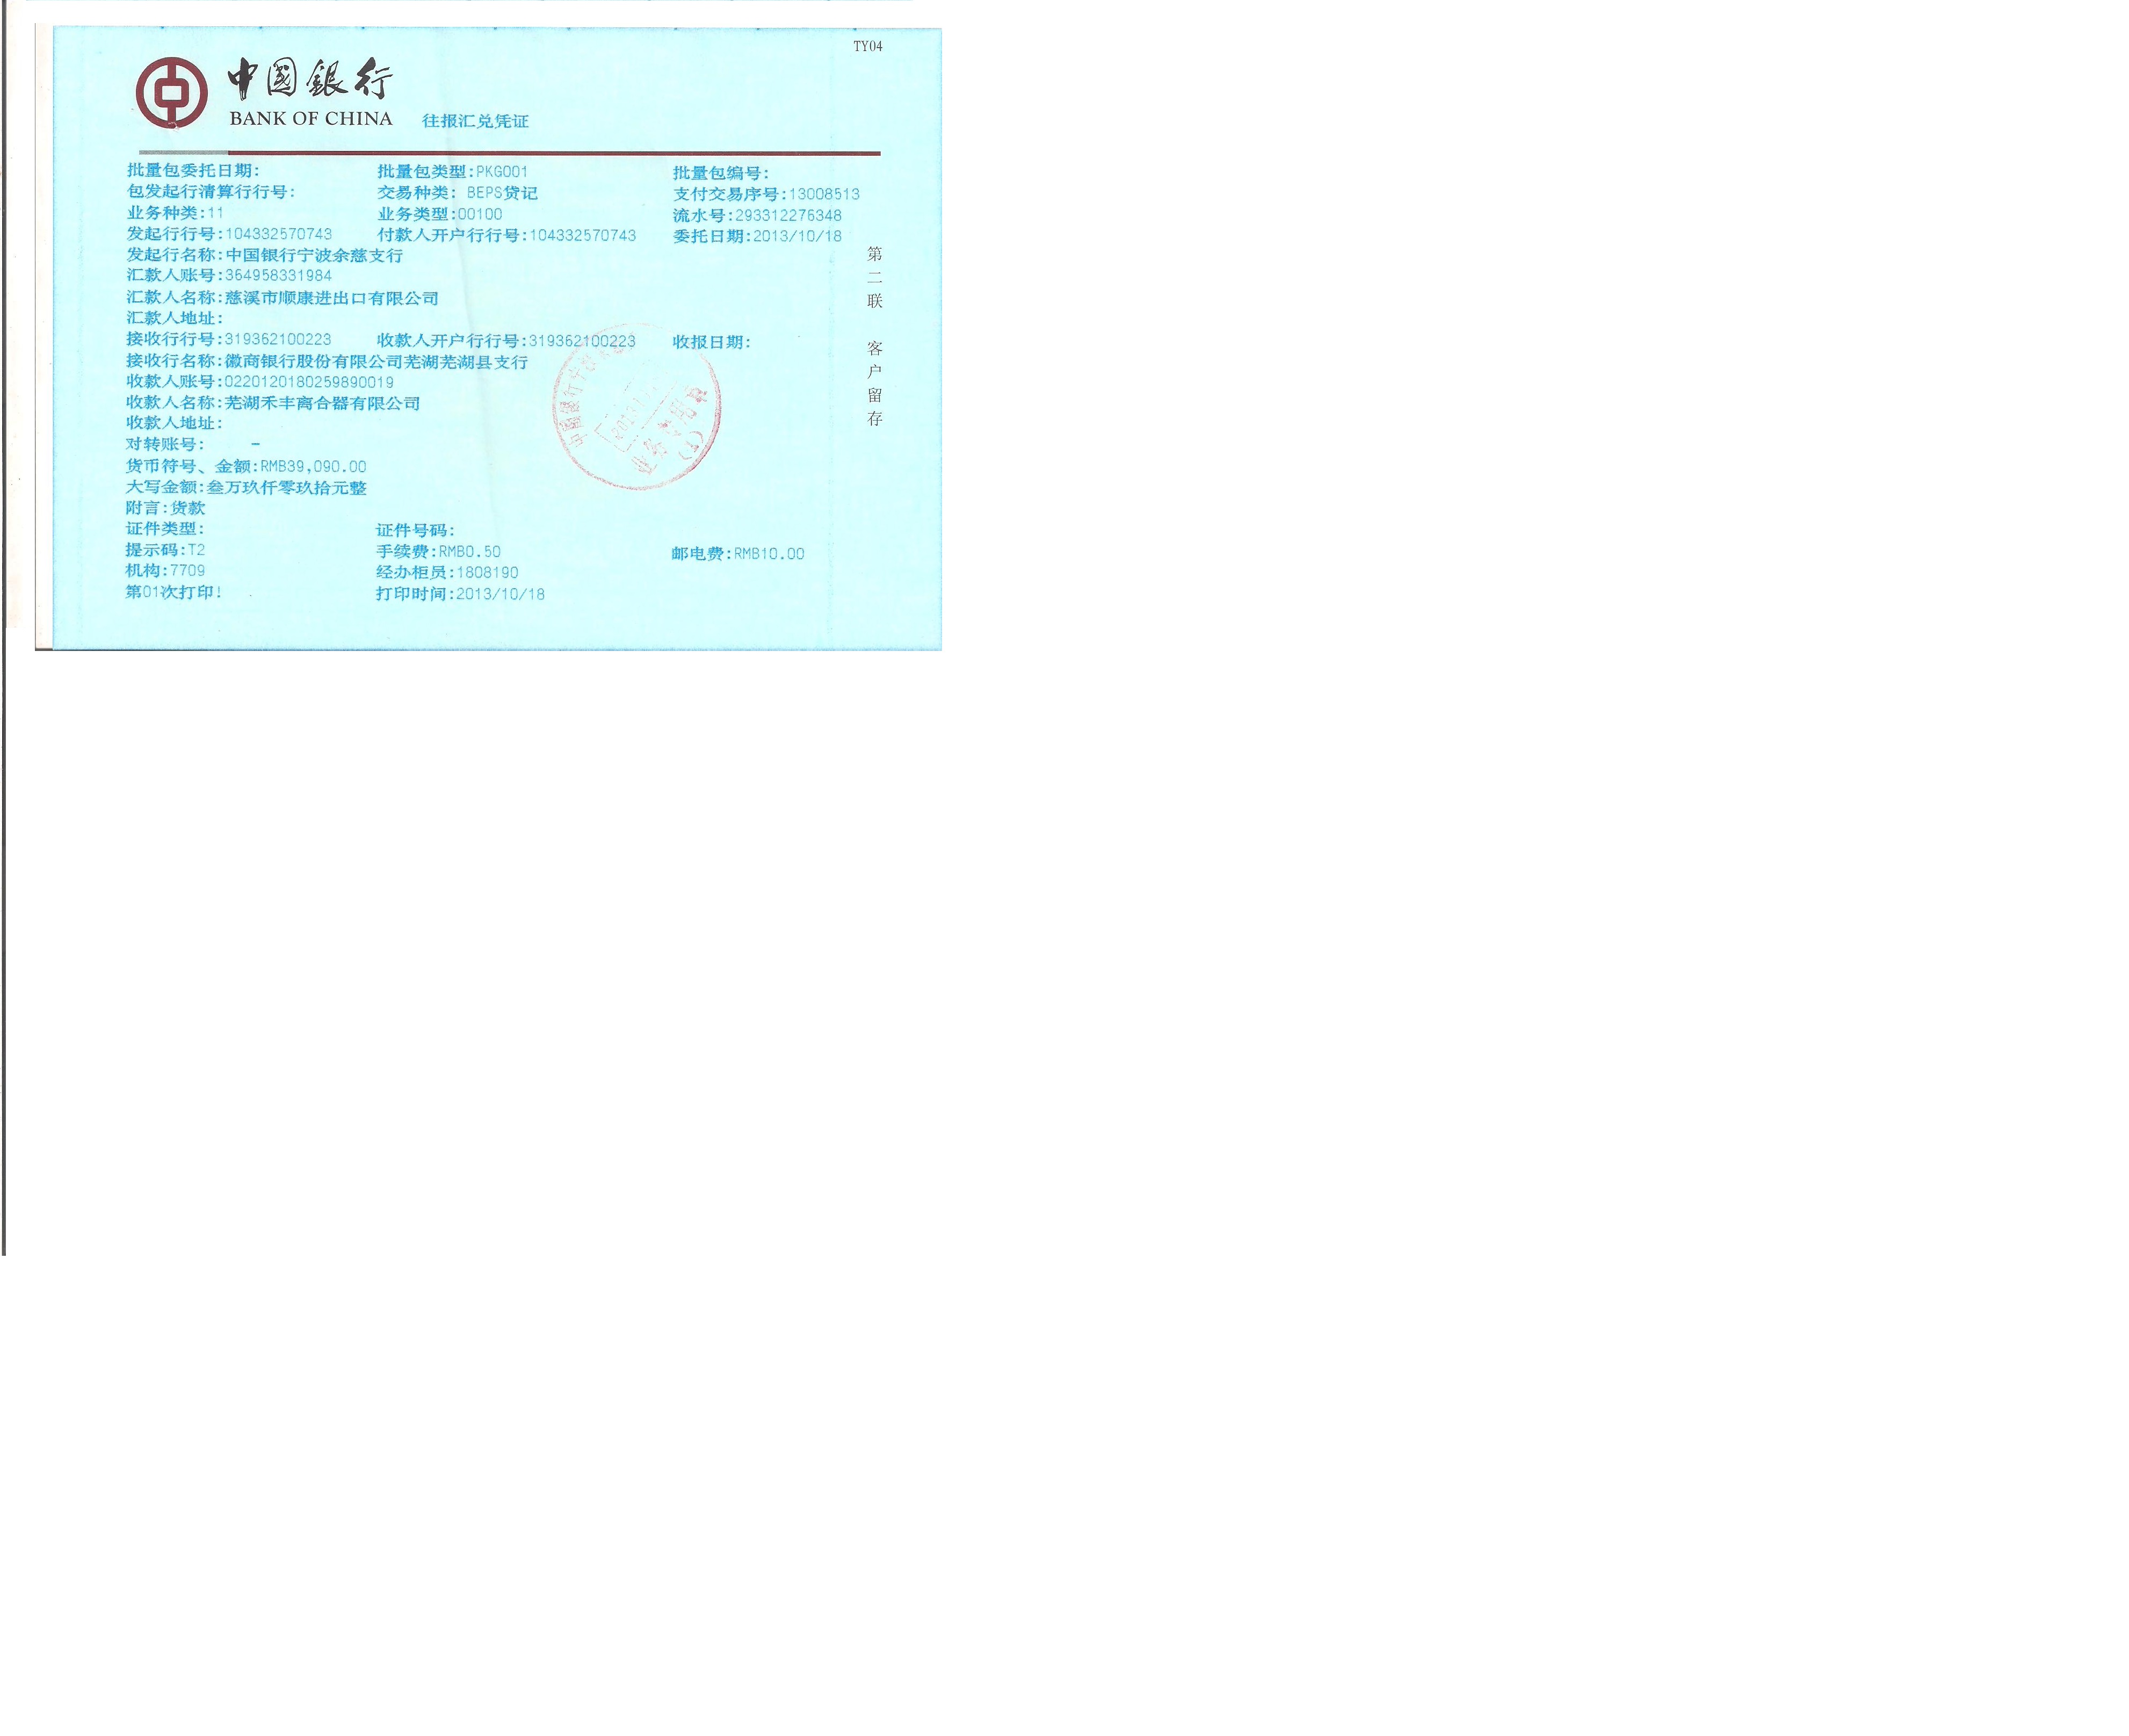 TY04
中國銀行
BANK OF CHINA 往报汇兑凭证
批量包委托日期: 批量包类型:PKG001 批量包编号:
包发起行清算行行号: 交易种类: BEPS贷记 支付交易序号:13008513
业务种类:11 业务类型:00100 流水号:293312276348
发起行行号:104332570743 付款人开户行行号:104332570743 委托日期:2013/10/18
发起行名称:中国银行宁波余慈支行
汇款人账号:364958331984
汇款人名称:慈溪市顺康进出口有限公司
汇款人地址:
接收行行号:319362100223 收款人开户行行号:319362100223 收报日期:
接收行名称:徽商银行股份有限公司芜湖芜湖县支行
收款人账号:0220120180259890019
收款人名称:芜湖禾丰离合器有限公司
收款人地址:
对转账号: -
货币符号、金额:RMB39,090.00
大写金额:叁万玖仟零玖拾元整
附言:货款
证件类型: 证件号码:
提示码:T2 手续费:RMB0.50 邮电费:RMB10.00
机构:7709 经办柜员:1808190
第01次打印! 打印时间:2013/10/18
第二联 客户留存